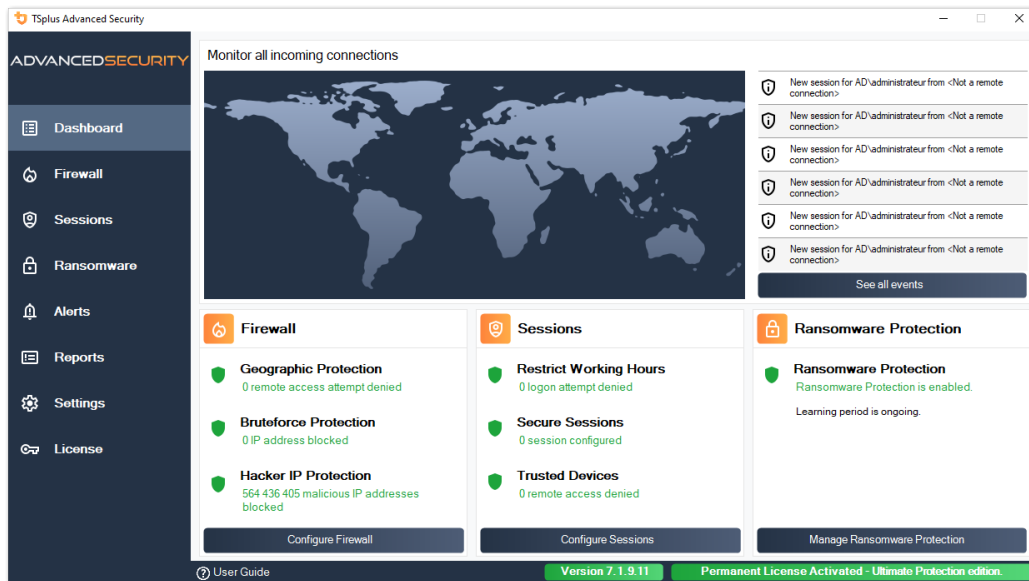 TSplus Advanced Security
ADVANCEDSECURITY
Dashboard
Firewall
Sessions
Ransomware
Alerts
Reports
Settings
License
Monitor all incoming connections
New session for AD\administrateur from <Not a remote
connection>
New session for AD\administrateur from <Not a remote
connection>
New session for AD\administrateur from <Not a remote
connection>
New session for AD\administrateur from <Not a remote
connection>
New session for AD\administrateur from <Not a remote
connection>
New session for AD\administrateur from <Not a remote
connection>
See all events
Firewall
Geographic Protection
0 remote access attempt denied
Bruteforce Protection
0 IP address blocked
Hacker IP Protection
564 436 405 malicious IP addresses
blocked
Configure Firewall
Sessions
Restrict Working Hours
0 logon attempt denied
Secure Sessions
0 session configured
Trusted Devices
0 remote access denied
Configure Sessions
Ransomware Protection
Ransomware Protection
Ransomware Protection is enabled.
Learning period is ongoing.
Manage Ransomware Protection
User Guide
Version 7.1.9.11
Permanent License Activated - Ultimate Protection edition.